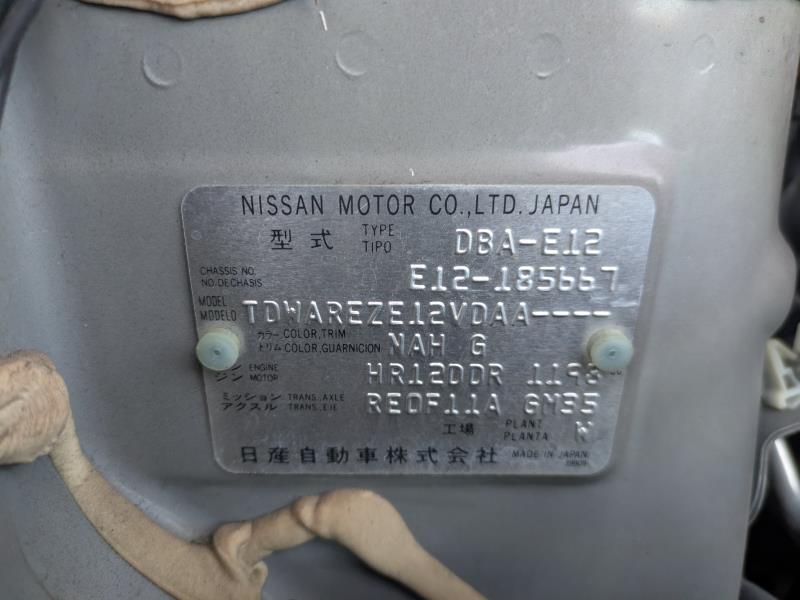 NISSAN MOTOR CO.,LTD. JAPAN
型式 TYPE TIPO DBA-E12
CHASSIS NO. NO.DE CHASIS E12-185667
MODEL MODELO TDWAREZE12VDAA----
カラー COLOR,TRIM トリム COLOR,GUARNICION NAH G
ENGINE MOTOR HR12DDR 1198
ミッション TRANS.,AXLE アクスル TRANS.,EJE RE0F11A GM35
工場 PLANT PLANTA W
日産自動車株式会社 MADE IN JAPAN